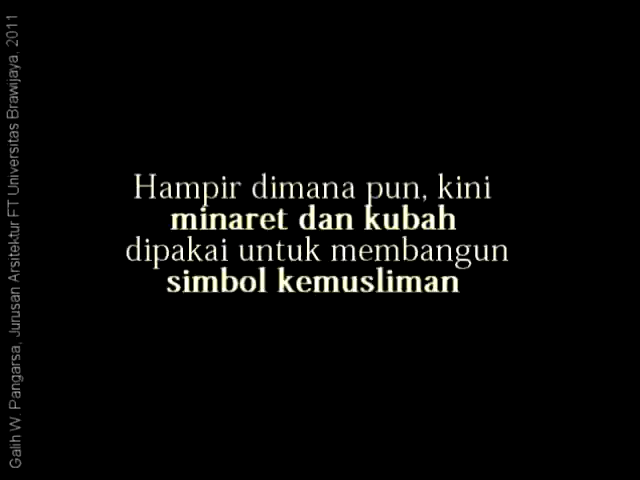 Hampir dimana pun, kini
minaret dan kubah
dipakai untuk membangun
simbol kemusliman
Galih W. Pangarsa, Jurusan Arsitektur FT Universitas Brawijaya, 2011